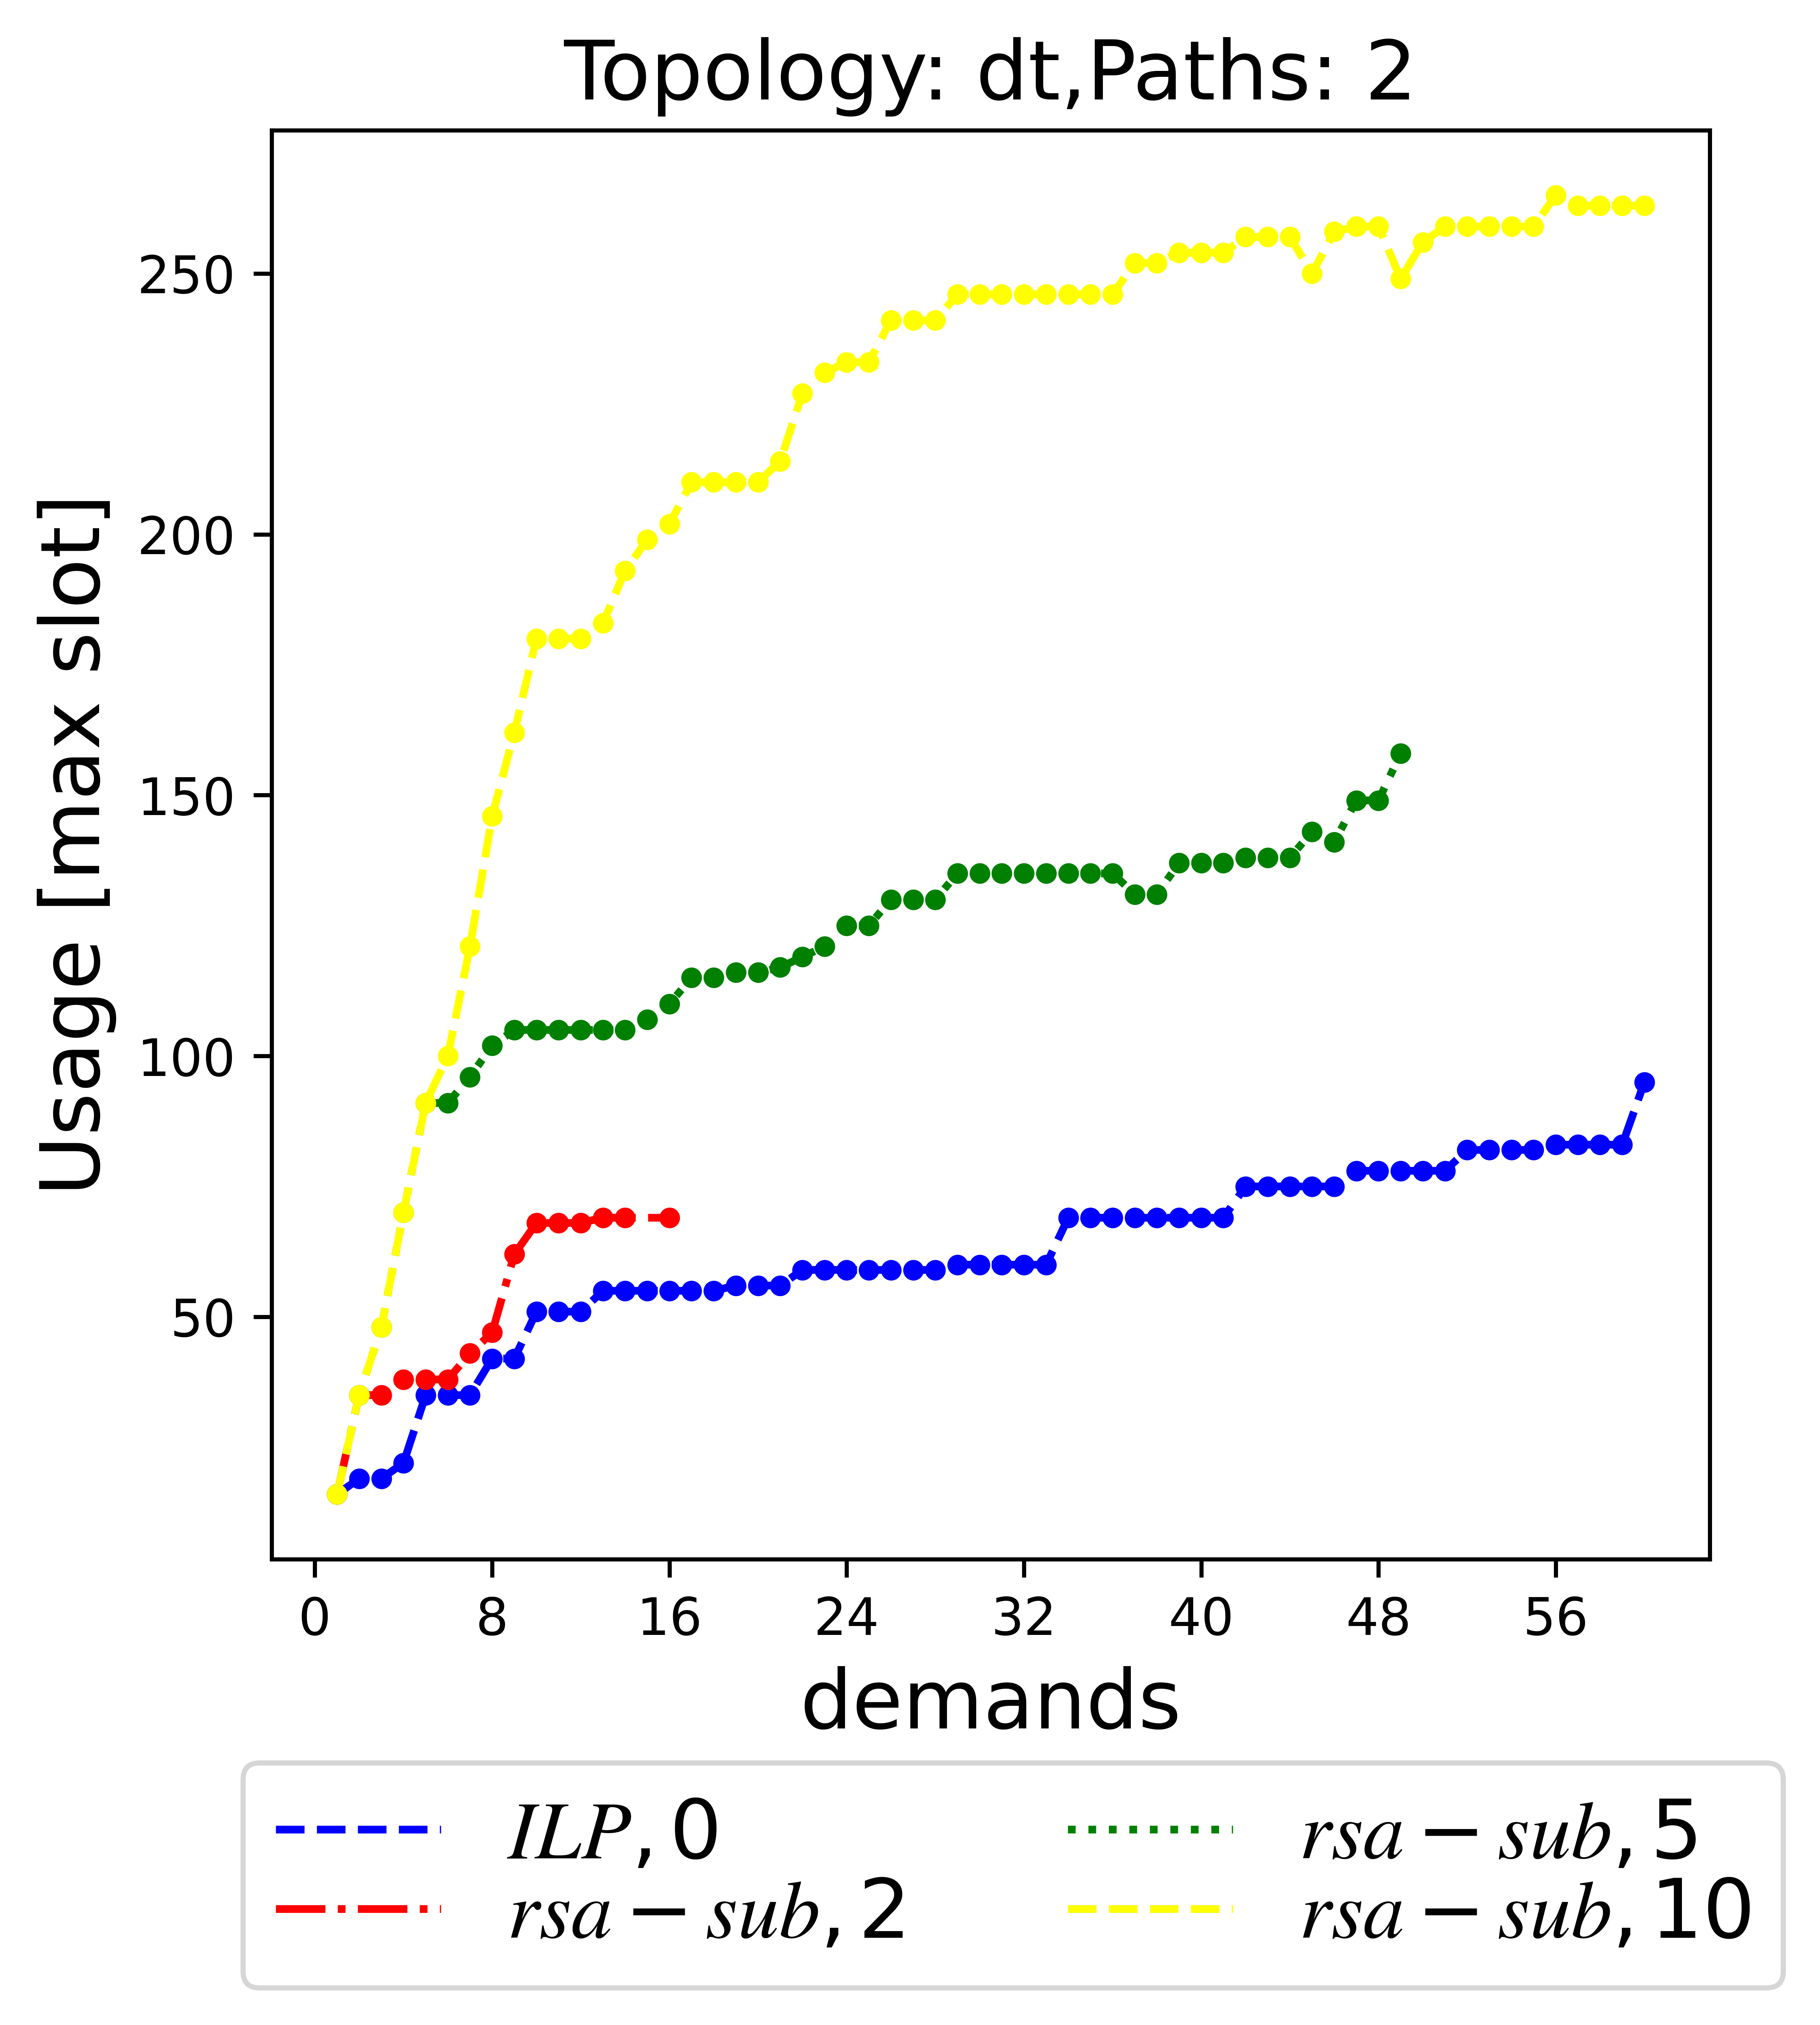 Topology: dt,Paths: 2
Usage [max slot]
250
200
150
100
50
0 8 16 24 32 40 48 56
demands
ILP, 0
rsa − sub, 2
rsa − sub, 5
rsa − sub, 10